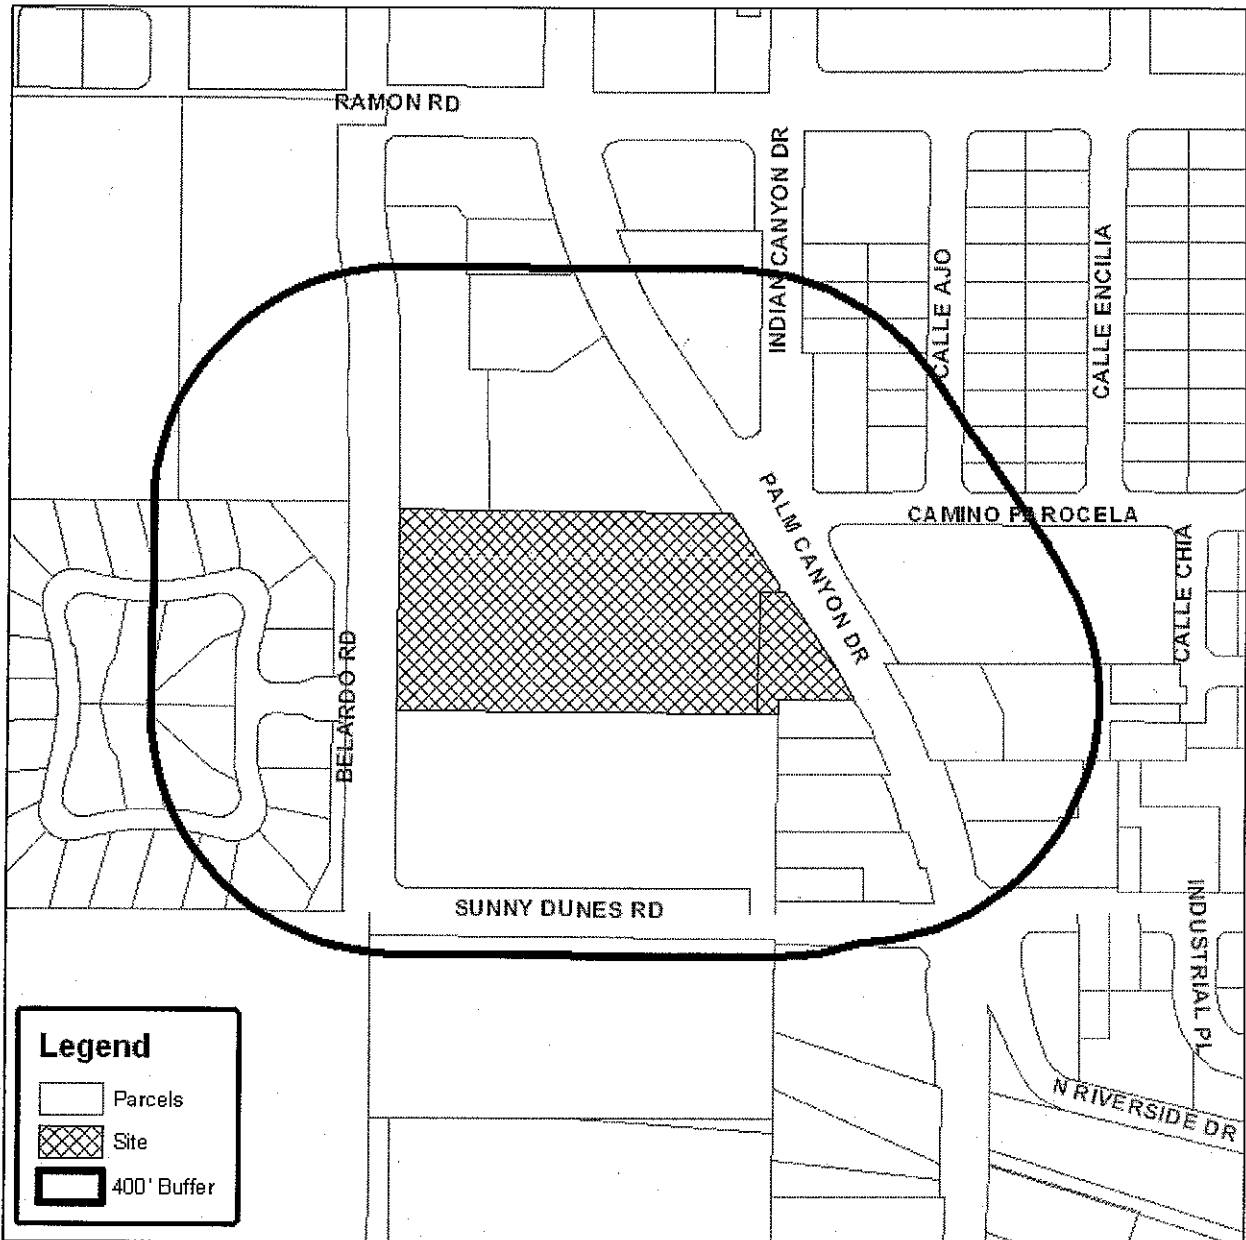 RAMON RD
INDIAN CANYON DR
CALLE AJO
CALLE ENCILIA
PALM CANYON DR
CAMINO PAROCELA
CALLE CHIA
BELARDO RD
SUNNY DUNES RD
INDUSTRIAL PL
N RIVERSIDE DR
Legend
Parcels
Site
400' Buffer